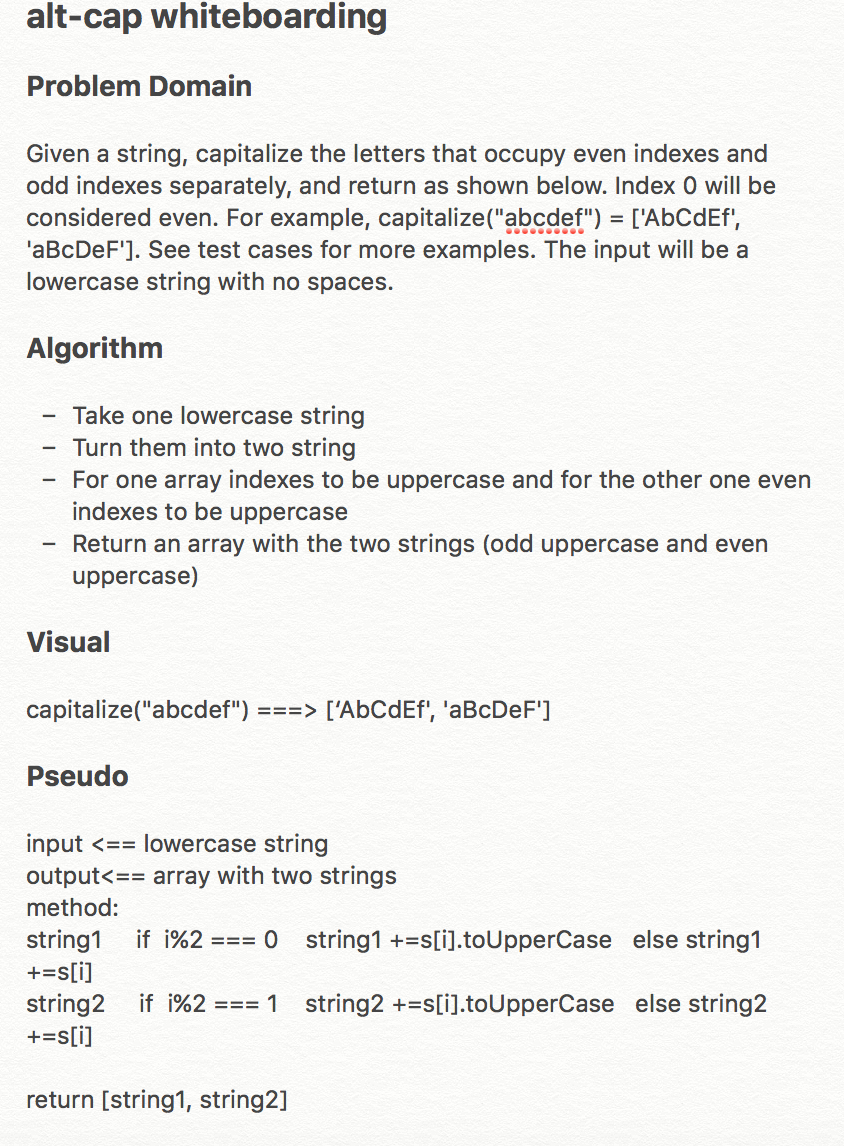 alt-cap whiteboarding
Problem Domain
Given a string, capitalize the letters that occupy even indexes and
odd indexes separately, and return as shown below. Index 0 will be
considered even. For example, capitalize("abcdef") = ['AbCdEf',
'aBcDeF']. See test cases for more examples. The input will be a
lowercase string with no spaces.
Algorithm
– Take one lowercase string
– Turn them into two string
– For one array indexes to be uppercase and for the other one even
indexes to be uppercase
– Return an array with the two strings (odd uppercase and even
uppercase)
Visual
capitalize("abcdef") ===> [‘AbCdEf', 'aBcDeF']
Pseudo
input <== lowercase string
output<== array with two strings
method:
string1 if i%2 === 0 string1 +=s[i].toUpperCase else string1
+=s[i]
string2 if i%2 === 1 string2 +=s[i].toUpperCase else string2
+=s[i]
return [string1, string2]